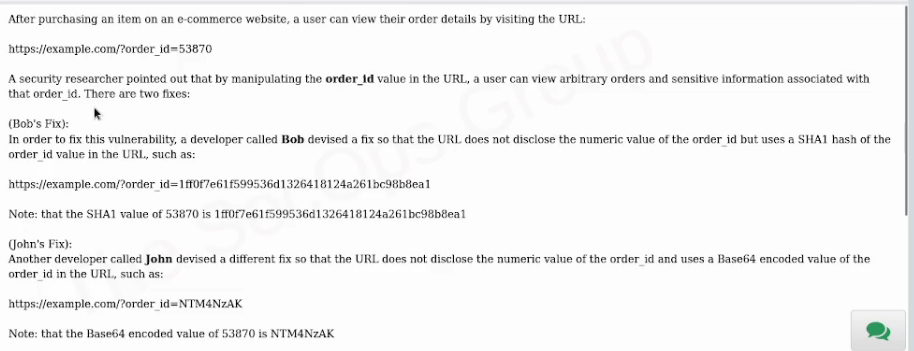 After purchasing an item on an e-commerce website, a user can view their order details by visiting the URL:
https://example.com/?order_id=53870
A security researcher pointed out that by manipulating the order_id value in the URL, a user can view arbitrary orders and sensitive information associated with
that order_id. There are two fixes:
(Bob's Fix):
In order to fix this vulnerability, a developer called Bob devised a fix so that the URL does not disclose the numeric value of the order_id but uses a SHA1 hash of the
order_id value in the URL, such as:
https://example.com/?order_id=1ff0f7e61f599536d1326418124a261bc98b8ea1
Note: that the SHA1 value of 53870 is 1ff0f7e61f599536d1326418124a261bc98b8ea1
(John's Fix):
Another developer called John devised a different fix so that the URL does not disclose the numeric value of the order_id and uses a Base64 encoded value of the
order_id in the URL, such as:
https://example.com/?order_id=NTM4NzAK
Note: that the Base64 encoded value of 53870 is NTM4NzAK
The SecOps Group